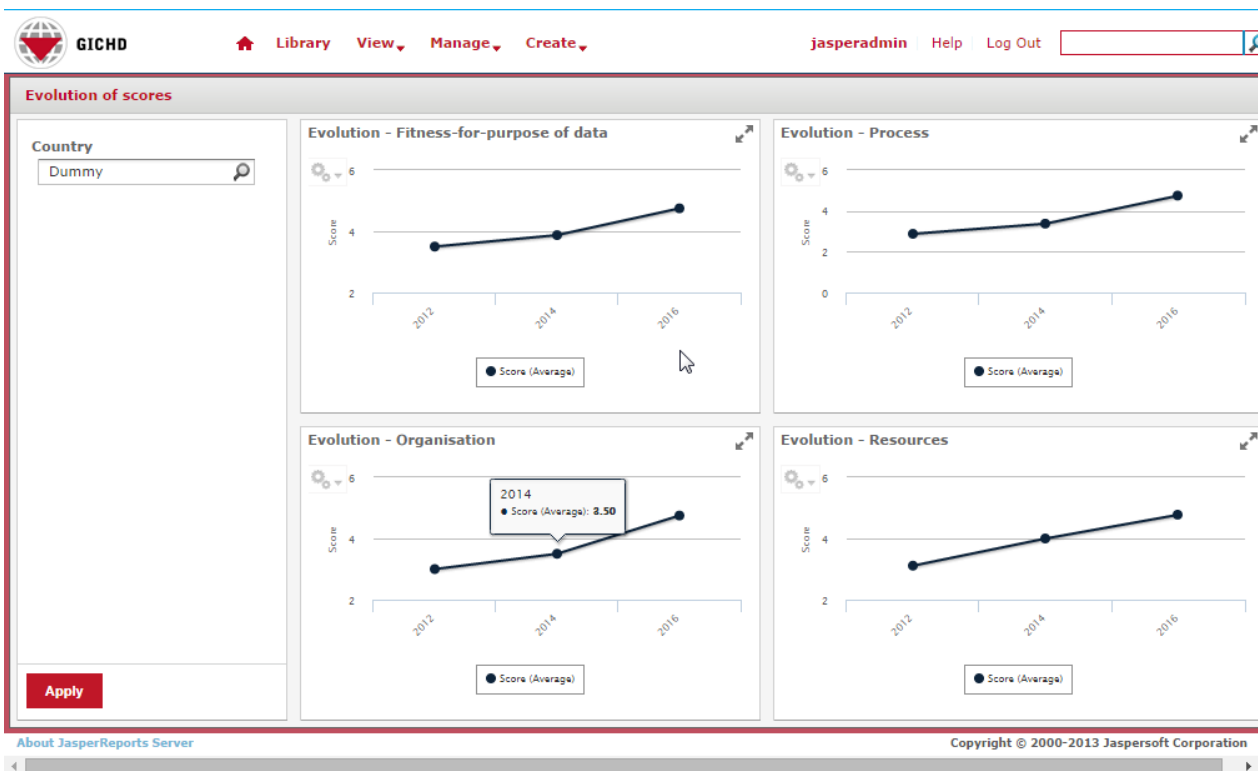 GICHD
Library View Manage Create
jasperadmin Help Log Out
Evolution of scores
Country
Dummy
Apply
Evolution - Fitness-for-purpose of data
6
Score
4
2
2012 2014 2016
Score (Average)
Evolution - Process
6
4
Score
2
0
2012 2014 2016
Score (Average)
Evolution - Organisation
6
2014
Score (Average): 3.50
Score
4
2
2012 2014 2016
Score (Average)
Evolution - Resources
6
Score
4
2
2012 2014 2016
Score (Average)
About JasperReports Server
Copyright © 2000-2013 Jaspersoft Corporation